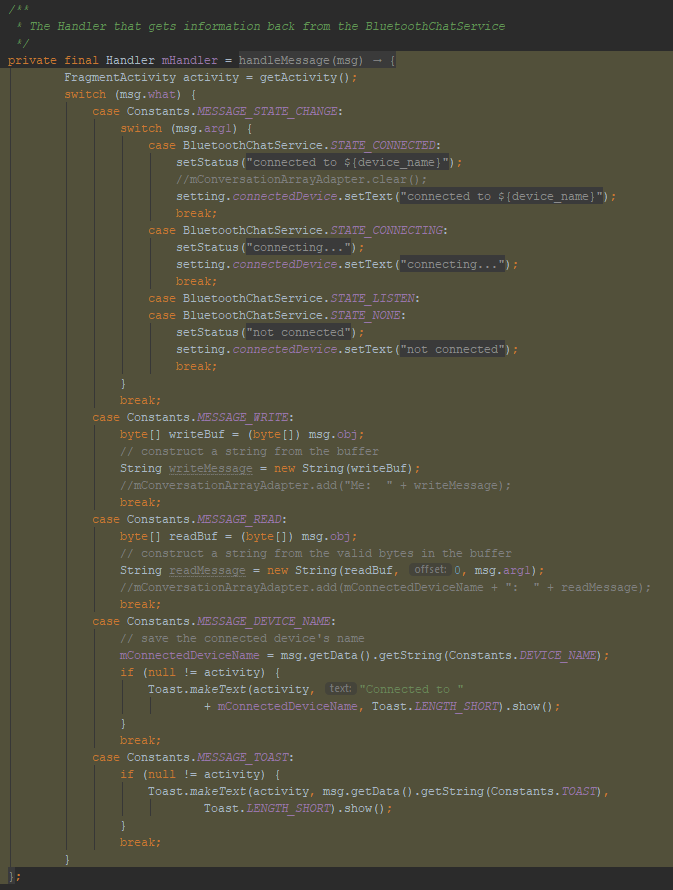 /**
 * The Handler that gets information back from the BluetoothChatService
 */
private final Handler mHandler = handleMessage(msg) → {
        FragmentActivity activity = getActivity();
        switch (msg.what) {
            case Constants.MESSAGE_STATE_CHANGE:
                switch (msg.arg1) {
                    case BluetoothChatService.STATE_CONNECTED:
                        setStatus("connected to ${device_name}");
                        //mConversationArrayAdapter.clear();
                        setting.connectedDevice.setText("connected to ${device_name}");
                        break;
                    case BluetoothChatService.STATE_CONNECTING:
                        setStatus("connecting...");
                        setting.connectedDevice.setText("connecting...");
                        break;
                    case BluetoothChatService.STATE_LISTEN:
                    case BluetoothChatService.STATE_NONE:
                        setStatus("not connected");
                        setting.connectedDevice.setText("not connected");
                        break;
                }
                break;
            case Constants.MESSAGE_WRITE:
                byte[] writeBuf = (byte[]) msg.obj;
                // construct a string from the buffer
                String writeMessage = new String(writeBuf);
                //mConversationArrayAdapter.add("Me:  " + writeMessage);
                break;
            case Constants.MESSAGE_READ:
                byte[] readBuf = (byte[]) msg.obj;
                // construct a string from the valid bytes in the buffer
                String readMessage = new String(readBuf, offset: 0, msg.arg1);
                //mConversationArrayAdapter.add(mConnectedDeviceName + ":  " + readMessage);
                break;
            case Constants.MESSAGE_DEVICE_NAME:
                // save the connected device's name
                mConnectedDeviceName = msg.getData().getString(Constants.DEVICE_NAME);
                if (null != activity) {
                    Toast.makeText(activity, text: "Connected to "
                            + mConnectedDeviceName, Toast.LENGTH_SHORT).show();
                }
                break;
            case Constants.MESSAGE_TOAST:
                if (null != activity) {
                    Toast.makeText(activity, msg.getData().getString(Constants.TOAST),
                            Toast.LENGTH_SHORT).show();
                }
                break;
        }
};